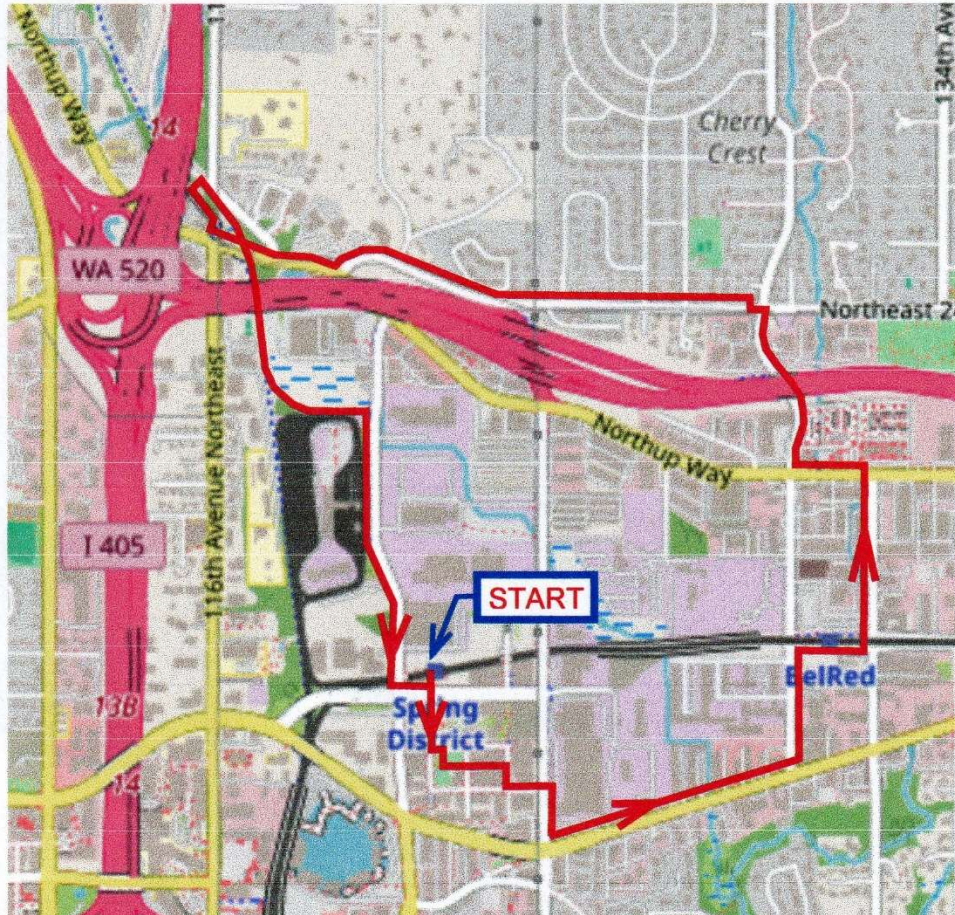 11
Northup Way
14
134th Av
Cherry
Crest
WA 520
Northeast 24
116th Avenue Northeast
Northup Way
I 405
START
BelRed
13B
Spring
District
14